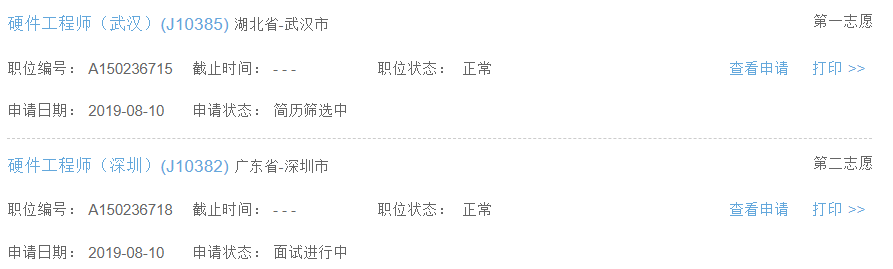 硬件工程师（武汉）(J10385) 湖北省-武汉市 第一志愿
职位编号： A150236715 截止时间： - - - 职位状态： 正常 查看申请 打印 >>
申请日期： 2019-08-10 申请状态： 简历筛选中
硬件工程师（深圳）(J10382) 广东省-深圳市 第二志愿
职位编号： A150236718 截止时间： - - - 职位状态： 正常 查看申请 打印 >>
申请日期： 2019-08-10 申请状态： 面试进行中